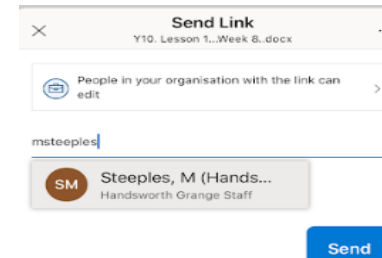 Send Link
Y10. Lesson 1...Week 8..docx
People in your organisation with the link can
edit
msteeples
SM
Steeples, M (Hands...
Handsworth Grange Staff
Send